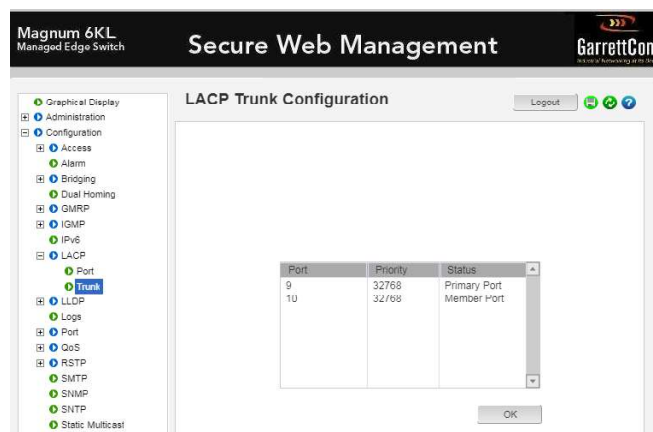 Magnum 6KL
Managed Edge Switch
Secure Web Management
GarrettCom
LACP Trunk Configuration
Logout
Graphical Display
Administration
Configuration
Access
Alarm
Bridging
Dual Homing
GMRP
IGMP
IPv6
LACP
Port
Trunk
LLDP
Logs
Port
QoS
RSTP
SMTP
SNMP
SNTP
Static Multicast
Port Priority Status
9 32768 Primary Port
10 32768 Member Port
OK